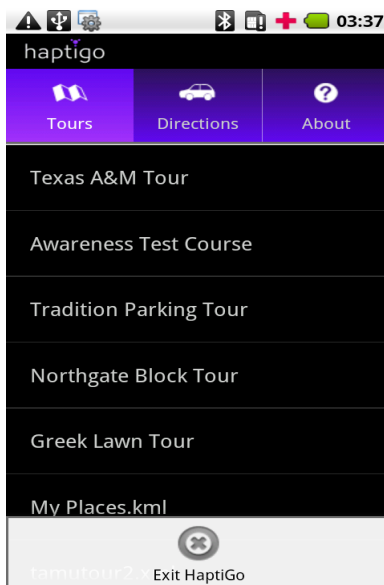 03:37
haptigo
Tours
Directions
About
Texas A&M Tour
Awareness Test Course
Tradition Parking Tour
Northgate Block Tour
Greek Lawn Tour
My Places.kml
Exit HaptiGo